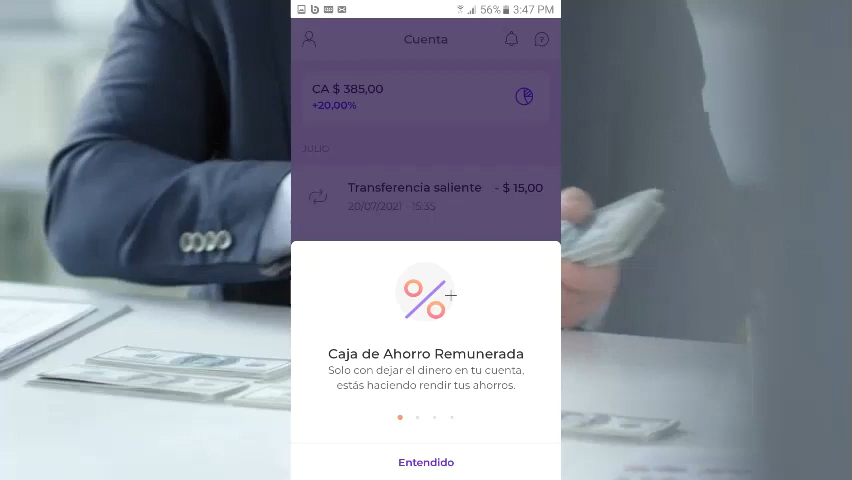 56% 3:47 PM
Cuenta
CA $ 385,00
+20,00%
JULIO
Transferencia saliente - $ 15,00
20/07/2021 - 15:35
Caja de Ahorro Remunerada
Solo con dejar el dinero en tu cuenta,
estás haciendo rendir tus ahorros.
Entendido